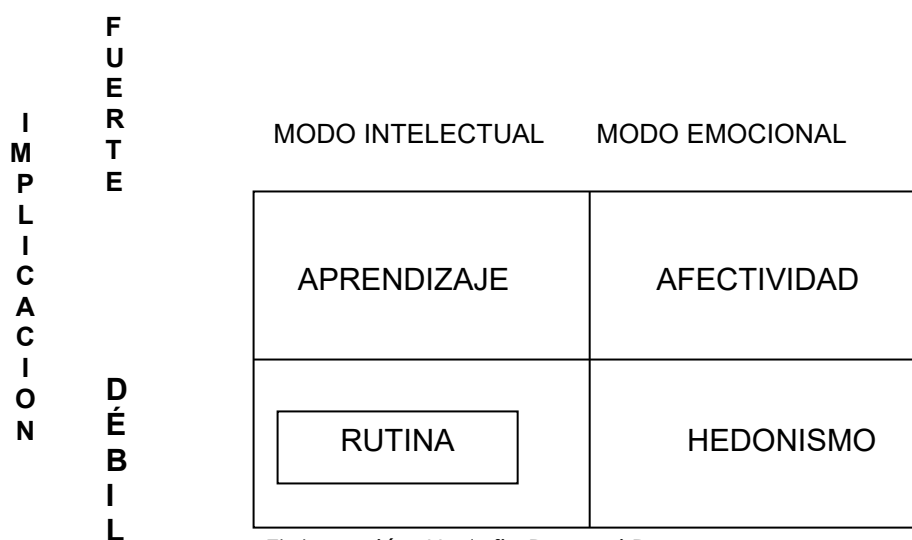 FUERTE
IMPLICACION
MODO INTELECTUAL MODO EMOCIONAL
APRENDIZAJE AFECTIVIDAD
DÉBIL
RUTINA HEDONISMO